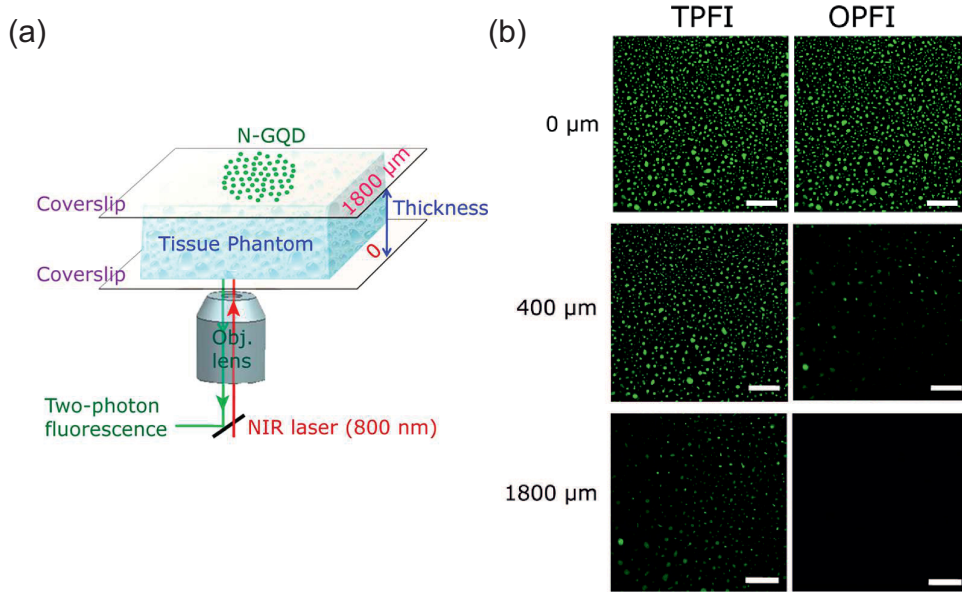 (a)
N-GQD
Coverslip
1800 µm
Thickness
Tissue Phantom
0
Coverslip
Obj.
lens
Two-photon
fluorescence
NIR laser (800 nm)
(b)
TPFI OPFI
0 µm
400 µm
1800 µm